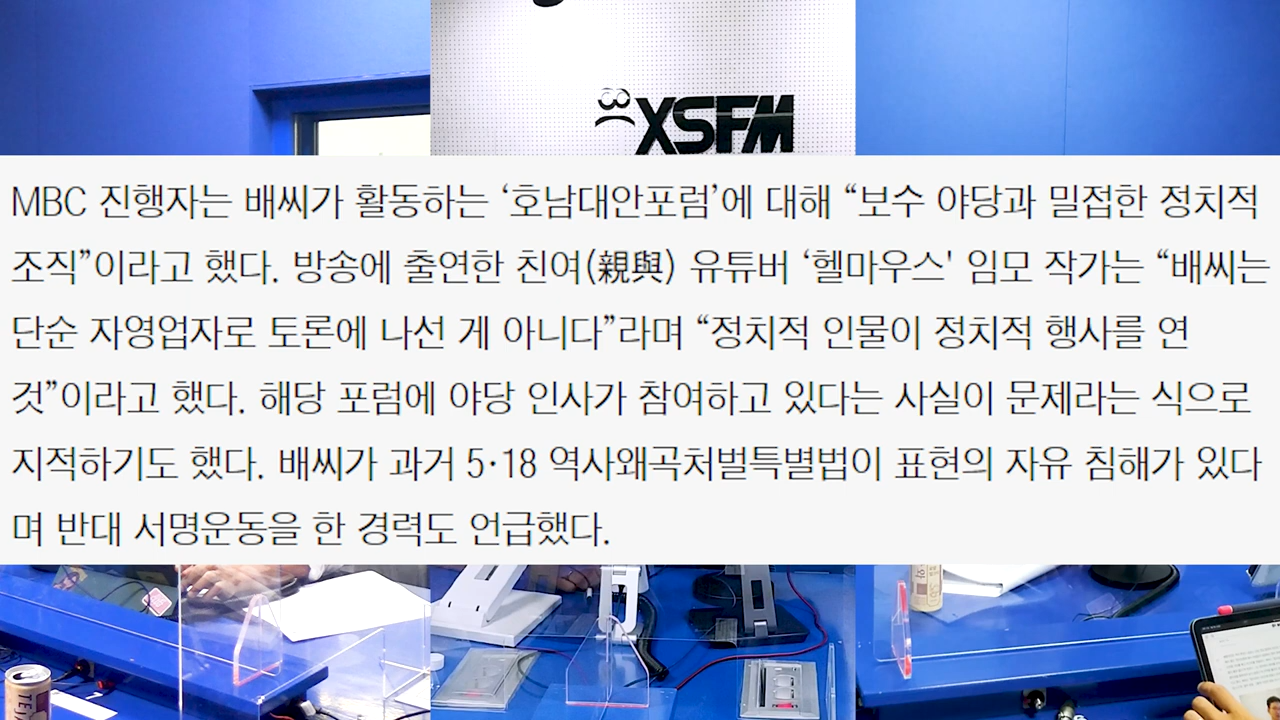 XSFM
MBC 진행자는 배씨가 활동하는 ‘호남대안포럼’에 대해 “보수 야당과 밀접한 정치적
조직”이라고 했다. 방송에 출연한 친여(親與) 유튜버 ‘헬마우스' 임모 작가는 “배씨는
단순 자영업자로 토론에 나선 게 아니다”라며 “정치적 인물이 정치적 행사를 연
것”이라고 했다. 해당 포럼에 야당 인사가 참여하고 있다는 사실이 문제라는 식으로
지적하기도 했다. 배씨가 과거 5·18 역사왜곡처벌특별법이 표현의 자유 침해가 있다
며 반대 서명운동을 한 경력도 언급했다.